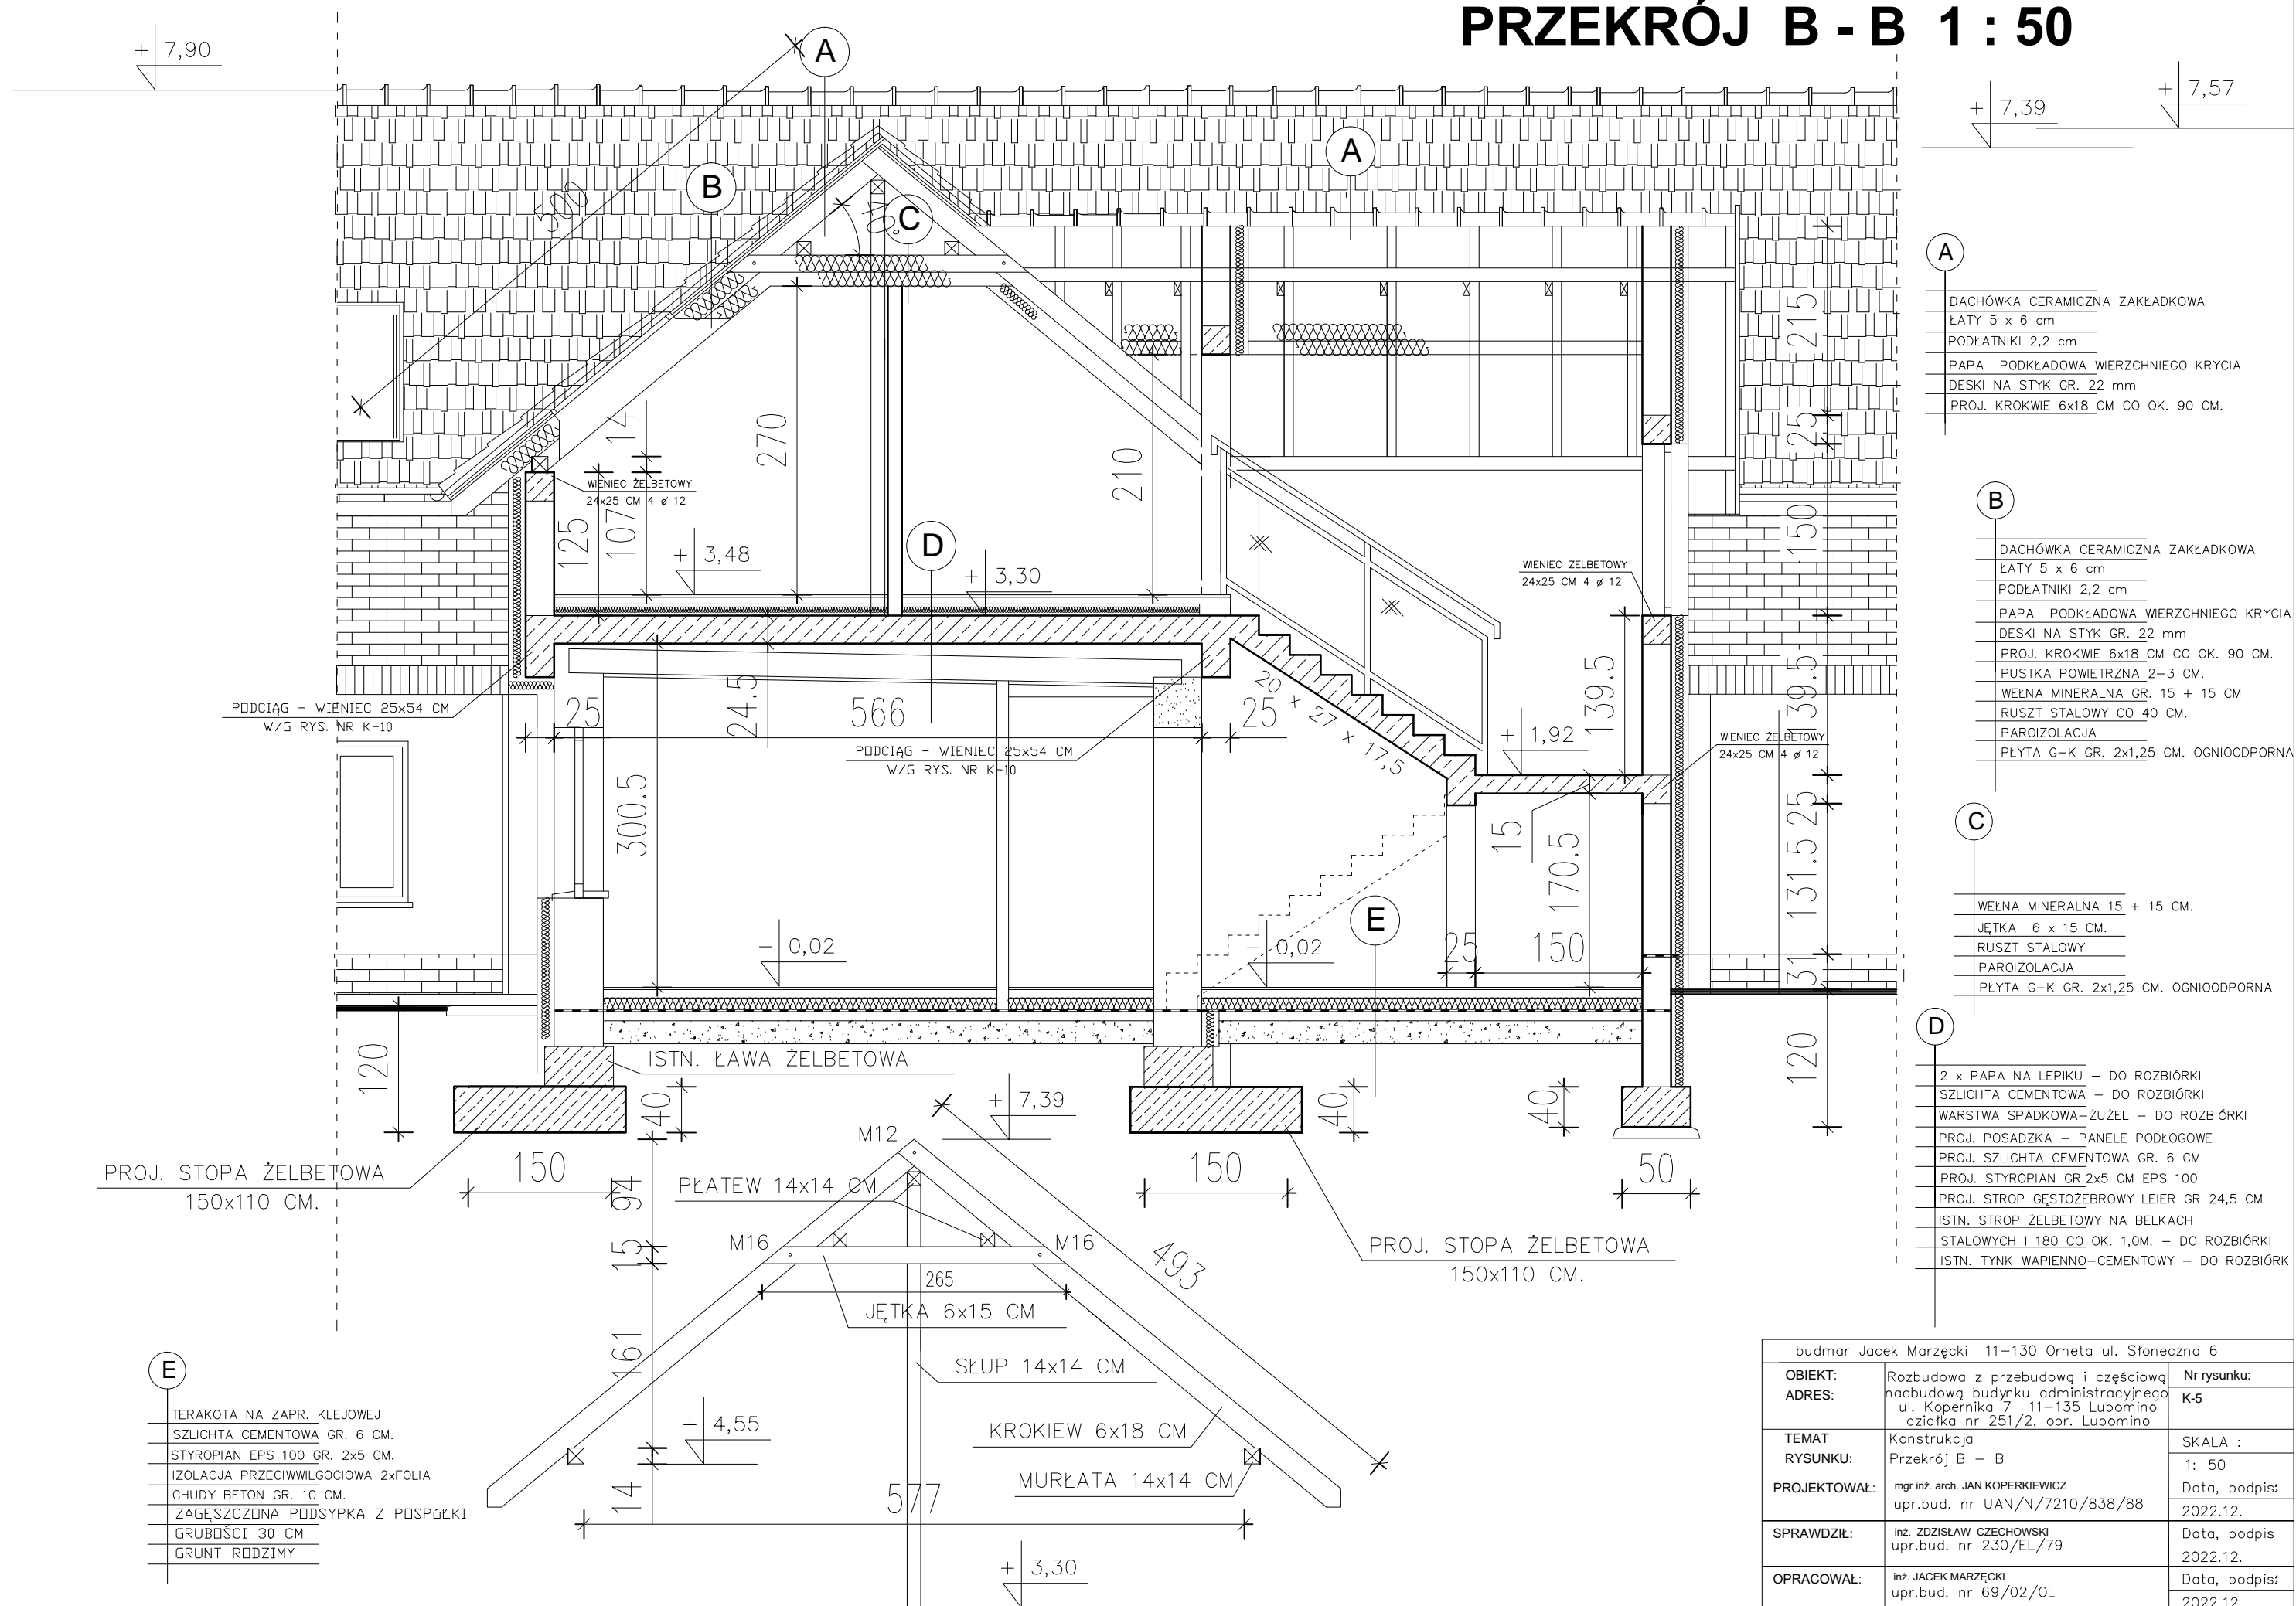 PRZEKRÓJ B - B 1 : 50
+ 7,90
A
+ 7,39
+ 7,57
A
B
500
40°
C
270
14
WIENIEC ŻELBETOWY
24x25 CM 4 ø 12
125
107
+ 3,48
D
+ 3,30
210
215
25
150
WIENIEC ŻELBETOWY
24x25 CM 4 ø 12
139.5
139.5
PODCIĄG - WIENIEC 25x54 CM
W/G RYS. NR K-10
25
24.5
566
25
PODCIĄG - WIENIEC 25x54 CM
W/G RYS. NR K-10
20 x 27 x 17,5
+ 1,92
WIENIEC ŻELBETOWY
24x25 CM 4 ø 12
300.5
15
170.5
25
131.5
E
- 0,02
- 0,02
25
150
31
120
120
ISTN. ŁAWA ŻELBETOWA
40
40
40
+ 7,39
PROJ. STOPA ŻELBETOWA
150x110 CM.
150
150
50
PROJ. STOPA ŻELBETOWA
150x110 CM.
M12
PŁATEW 14x14 CM
94
M16
M16
15
265
493
JĘTKA 6x15 CM
161
SŁUP 14x14 CM
+ 4,55
KROKIEW 6x18 CM
MURŁATA 14x14 CM
14
577
+ 3,30
A
DACHÓWKA CERAMICZNA ZAKŁADKOWA
ŁATY 5 x 6 cm
PODŁATNIKI 2,2 cm
PAPA PODKŁADOWA WIERZCHNIEGO KRYCIA
DESKI NA STYK GR. 22 mm
PROJ. KROKWIE 6x18 CM CO OK. 90 CM.
B
DACHÓWKA CERAMICZNA ZAKŁADKOWA
ŁATY 5 x 6 cm
PODŁATNIKI 2,2 cm
PAPA PODKŁADOWA WIERZCHNIEGO KRYCIA
DESKI NA STYK GR. 22 mm
PROJ. KROKWIE 6x18 CM CO OK. 90 CM.
PUSTKA POWIETRZNA 2-3 CM.
WEŁNA MINERALNA GR. 15 + 15 CM
RUSZT STALOWY CO 40 CM.
PAROIZOLACJA
PŁYTA G-K GR. 2x1,25 CM. OGNIOODPORNA
C
WEŁNA MINERALNA 15 + 15 CM.
JĘTKA 6 x 15 CM.
RUSZT STALOWY
PAROIZOLACJA
PŁYTA G-K GR. 2x1,25 CM. OGNIOODPORNA
D
2 x PAPA NA LEPIKU - DO ROZBIÓRKI
SZLICHTA CEMENTOWA - DO ROZBIÓRKI
WARSTWA SPADKOWA-ŻUŻEL - DO ROZBIÓRKI
PROJ. POSADZKA - PANELE PODŁOGOWE
PROJ. SZLICHTA CEMENTOWA GR. 6 CM
PROJ. STYROPIAN GR.2x5 CM EPS 100
PROJ. STROP GĘSTOŻEBROWY LEIER GR 24,5 CM
ISTN. STROP ŻELBETOWY NA BELKACH
STALOWYCH I 180 CO OK. 1,0M. - DO ROZBIÓRKI
ISTN. TYNK WAPIENNO-CEMENTOWY - DO ROZBIÓRKI
E
TERAKOTA NA ZAPR. KLEJOWEJ
SZLICHTA CEMENTOWA GR. 6 CM.
STYROPIAN EPS 100 GR. 2x5 CM.
IZOLACJA PRZECIWWILGOCIOWA 2xFOLIA
CHUDY BETON GR. 10 CM.
ZAGĘSZCZONA PODSYPKA Z POSPÓŁKI
GRUBOŚCI 30 CM.
GRUNT RODZIMY
budmar Jacek Marzęcki 11-130 Orneta ul. Słoneczna 6
OBIEKT: Rozbudowa z przebudową i częściową Nr rysunku:
ADRES: nadbudową budynku administracyjnego K-5
ul. Kopernika 7 11-135 Lubomino
działka nr 251/2, obr. Lubomino
TEMAT Konstrukcja SKALA :
RYSUNKU: Przekrój B - B 1: 50
PROJEKTOWAŁ: mgr inż. arch. JAN KOPERKIEWICZ Data, podpis:
upr.bud. nr UAN/N/7210/838/88 2022.12.
SPRAWDZIŁ: inż. ZDZISŁAW CZECHOWSKI Data, podpis
upr.bud. nr 230/EL/79 2022.12.
OPRACOWAŁ: inż. JACEK MARZĘCKI Data, podpis:
upr.bud. nr 69/02/OL 2022.12